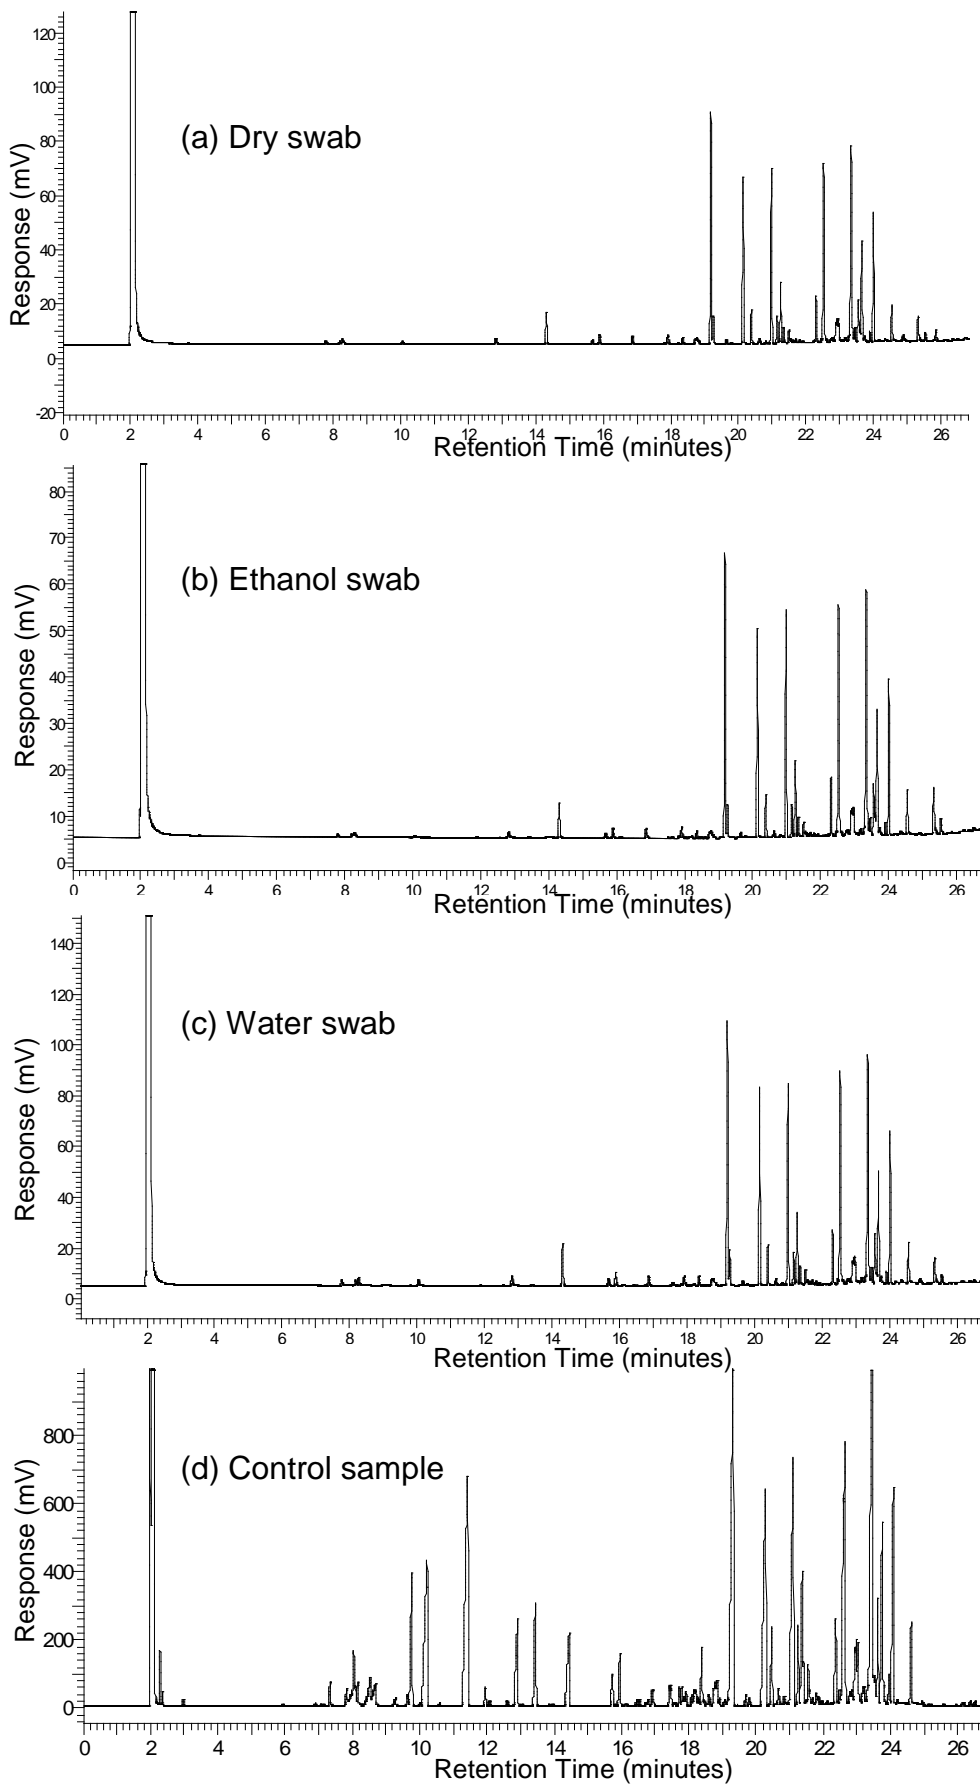 120
100
(a) Dry swab
80
60
40
20
0
-20
Response (mV)
0 2 4 6 8 10 12 14 16 18 20 22 24 26
Retention Time (minutes)
80
70
(b) Ethanol swab
60
50
40
30
20
10
0
Response (mV)
0 2 4 6 8 10 12 14 16 18 20 22 24 26
Retention Time (minutes)
140
120
(c) Water swab
100
80
60
40
20
0
Response (mV)
2 4 6 8 10 12 14 16 18 20 22 24 26
Retention Time (minutes)
800
(d) Control sample
600
400
200
0
Response (mV)
0 2 4 6 8 10 12 14 16 18 20 22 24 26
Retention Time (minutes)